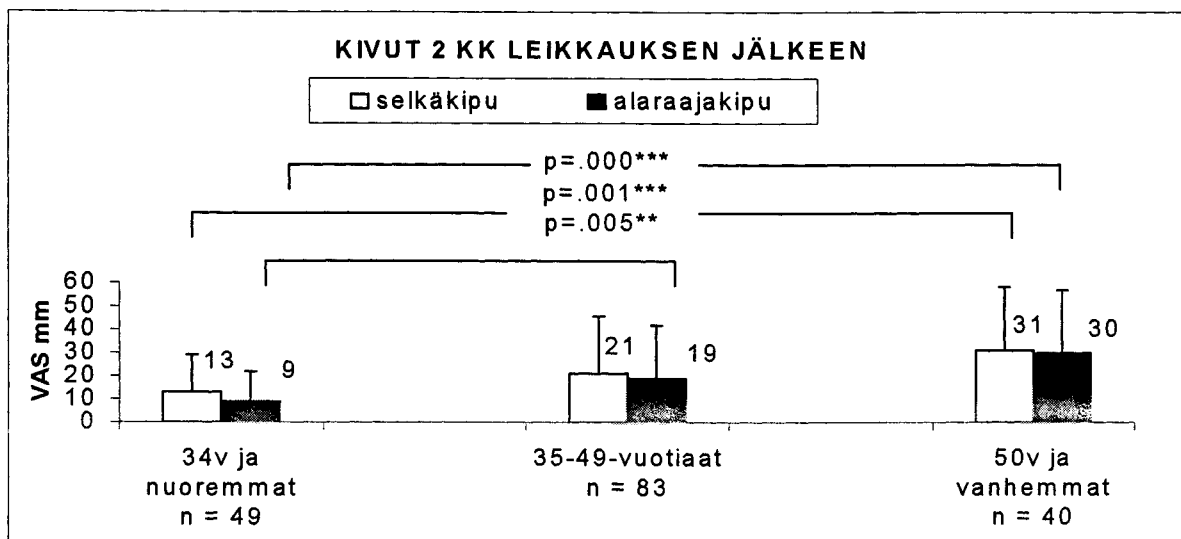 KIVUT 2 KK LEIKKAUKSEN JÄLKEEN
selkäkipu alaraajakipu
p=.000***
p=.001***
p=.005**
VAS mm
60
50
40
30
20
10
0
13 9
21 19
31 30
34v ja
nuoremmat
n = 49
35-49-vuotiaat
n = 83
50v ja
vanhemmat
n = 40